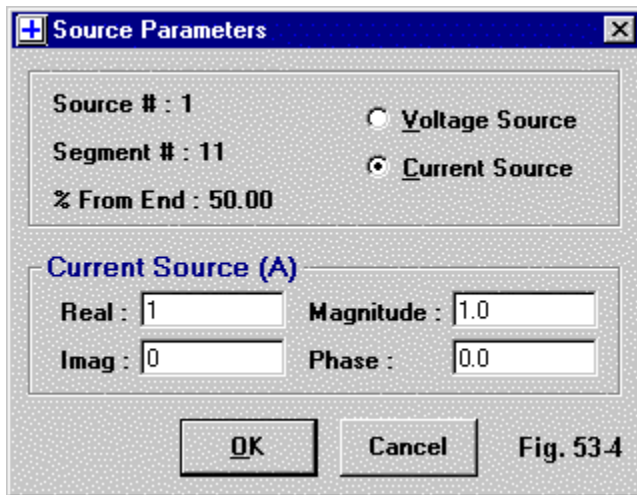 Source Parameters
Source # : 1
Segment # : 11
% From End : 50.00
Voltage Source
Current Source
Current Source (A)
Real : 1 Magnitude : 1.0
Imag : 0 Phase : 0.0
OK Cancel Fig. 53-4